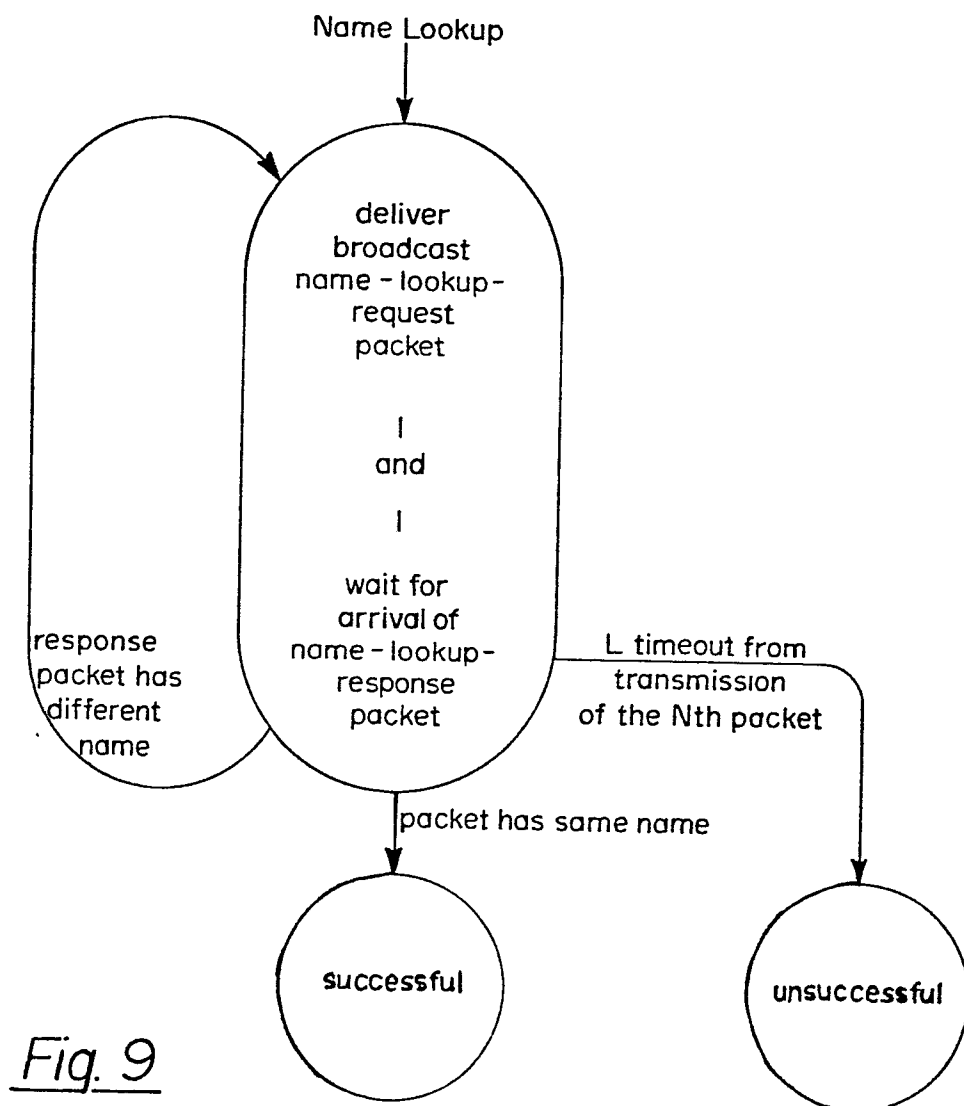 Name Lookup
deliver
broadcast
name-lookup-
request
packet
|
and
|
wait for
arrival of
name-lookup-
response
packet
response
packet has
different
name
L timeout from
transmission
of the Nth packet
packet has same name
successful
unsuccessful
Fig. 9